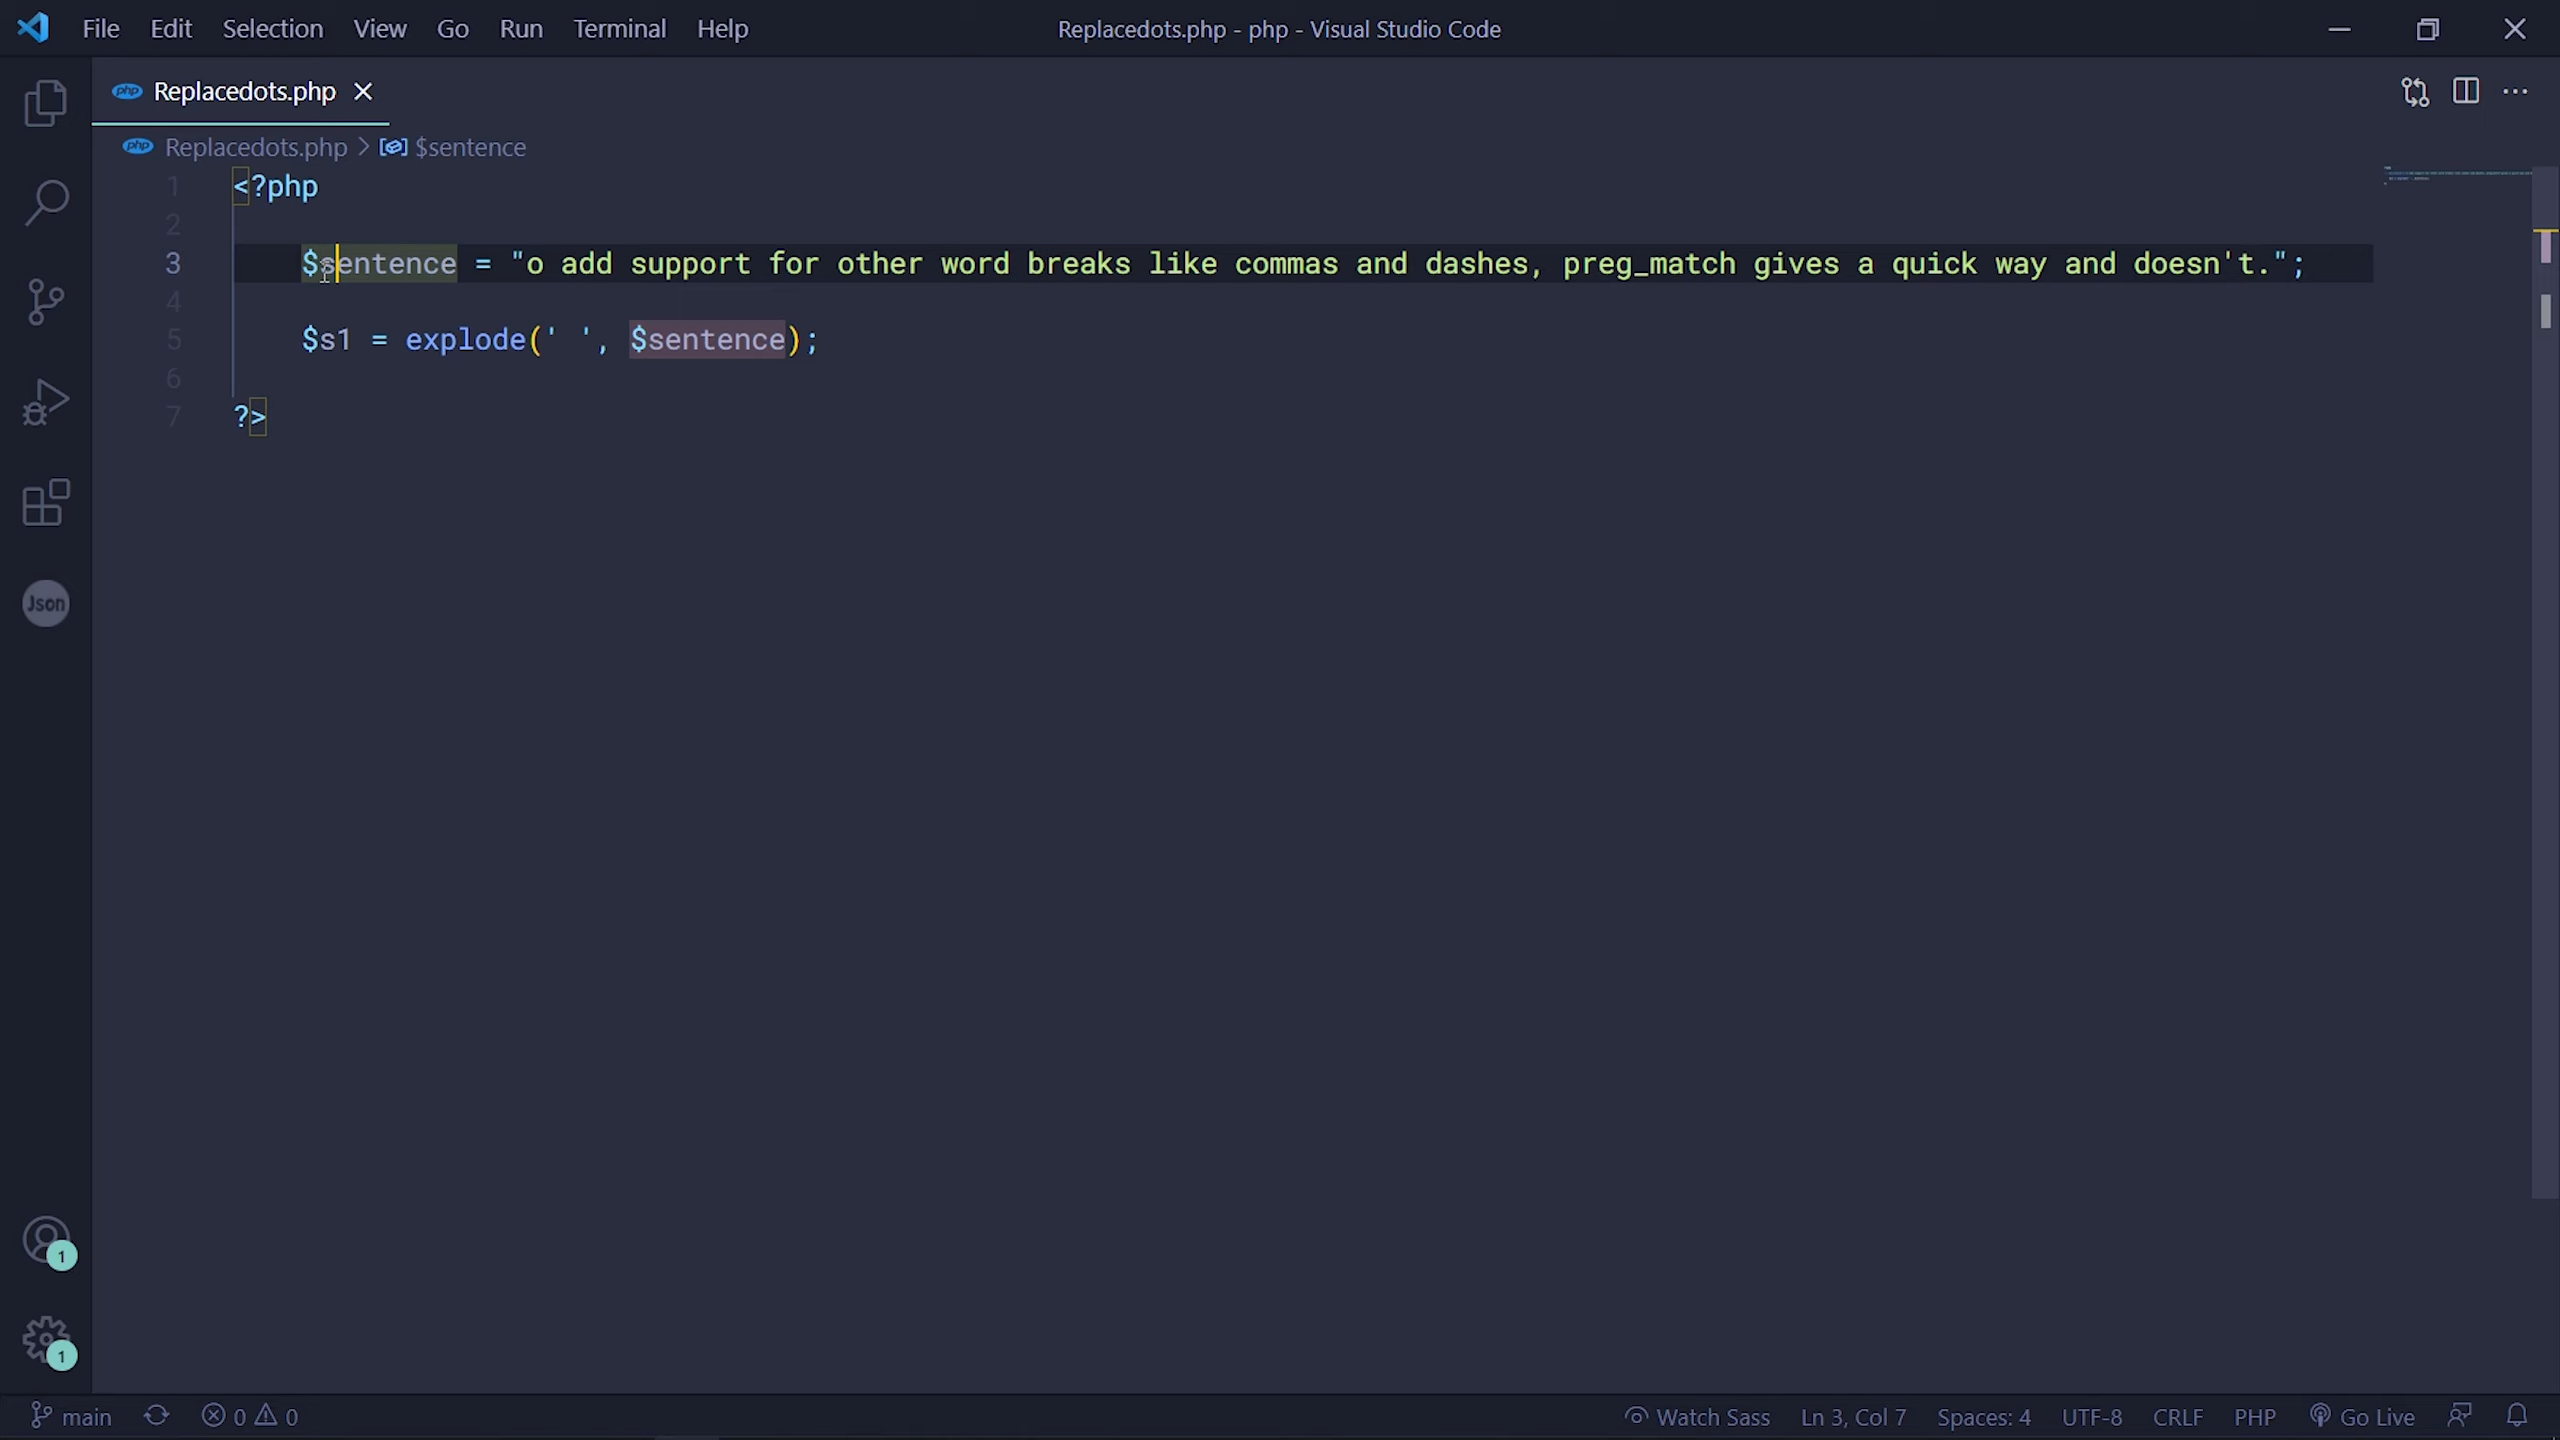 File Edit Selection View Go Run Terminal Help Replacedots.php - php - Visual Studio Code
php Replacedots.php
php Replacedots.php > $sentence
1 <?php
2
3 $sentence = "o add support for other word breaks like commas and dashes, preg_match gives a quick way and doesn't.";
4
5 $s1 = explode(' ', $sentence);
6
7 ?>
Json
1
1
main 0 0 Watch Sass Ln 3, Col 7 Spaces: 4 UTF-8 CRLF PHP Go Live